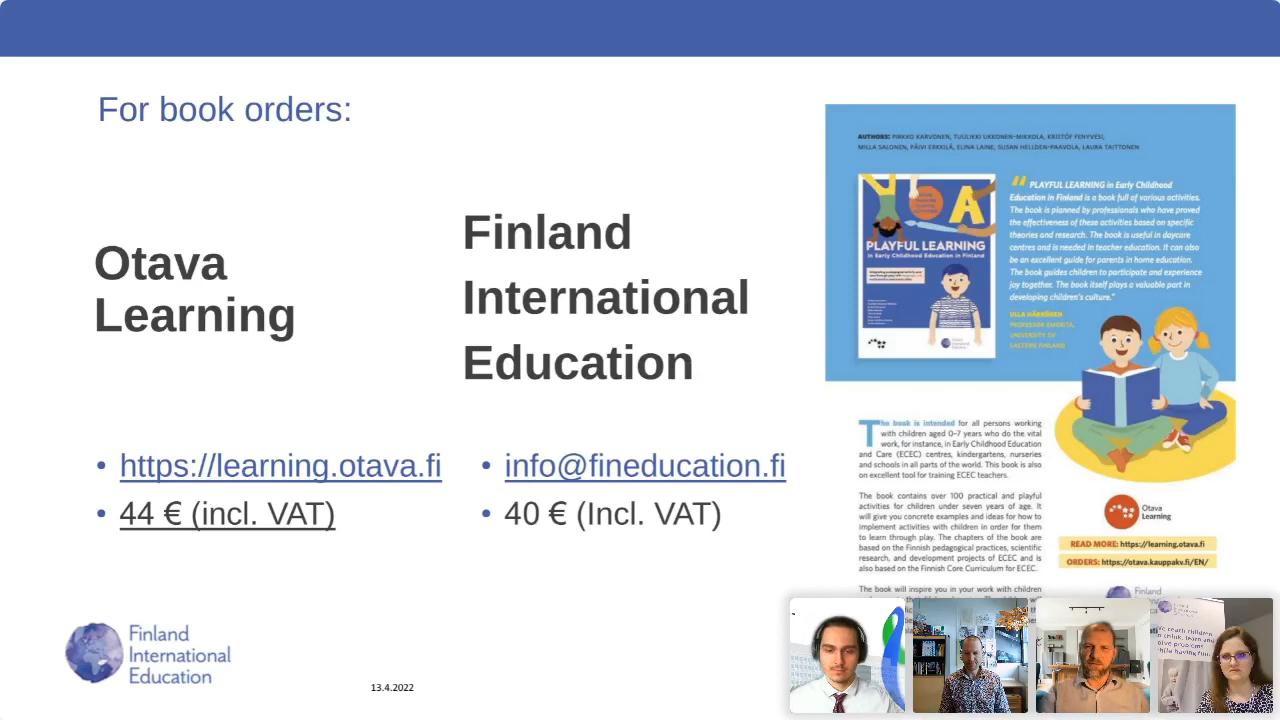 For book orders:
Otava
Learning
• https://learning.otava.fi
• 44 € (incl. VAT)
Finland
International
Education
• info@fineducation.fi
• 40 € (Incl. VAT)
AUTHORS: PIRKKO KARVONEN, TUULIKKI UKKONEN-MIKKOLA, KRISTÓF FENYVESI,
MILLA SALONEN, PÄIVI ERKKILÄ, ELINA LAINE, SUSAN HELLDEN-PAAVOLA, LAURA TAITTONEN
PLAYFUL LEARNING
in Early Childhood Education in Finland
“ PLAYFUL LEARNING in Early Childhood
Education in Finland is a book full of various activities.
The book is planned by professionals who have proved
the effectiveness of these activities based on specific
theories and research. The book is useful in daycare
centres and is needed in teacher education. It can also
be an excellent guide for parents in home education.
The book guides children to participate and experience
joy together. The book itself plays a valuable part in
developing children's culture."
ULLA HÄRKÖNEN
PROFESSOR EMERITA,
UNIVERSITY OF
EASTERN FINLAND
The book is intended for all persons working
with children aged 0–7 years who do the vital
work, for instance, in Early Childhood Education
and Care (ECEC) centres, kindergartens, nurseries
and schools in all parts of the world. This book is also
an excellent tool for training ECEC teachers.
The book contains over 100 practical and playful
activities for children under seven years of age. It
will give you concrete examples and ideas for how to
implement activities with children in order for them
to learn through play. The chapters of the book are
based on the Finnish pedagogical practices, scientific
research, and development projects of ECEC and is
also based on the Finnish Core Curriculum for ECEC.
The book will inspire you in your work with children
Otava
Learning
READ MORE: https://learning.otava.fi
ORDERS: https://otava.kauppakv.fi/EN/
Finland
Finland
International
Education
13.4.2022